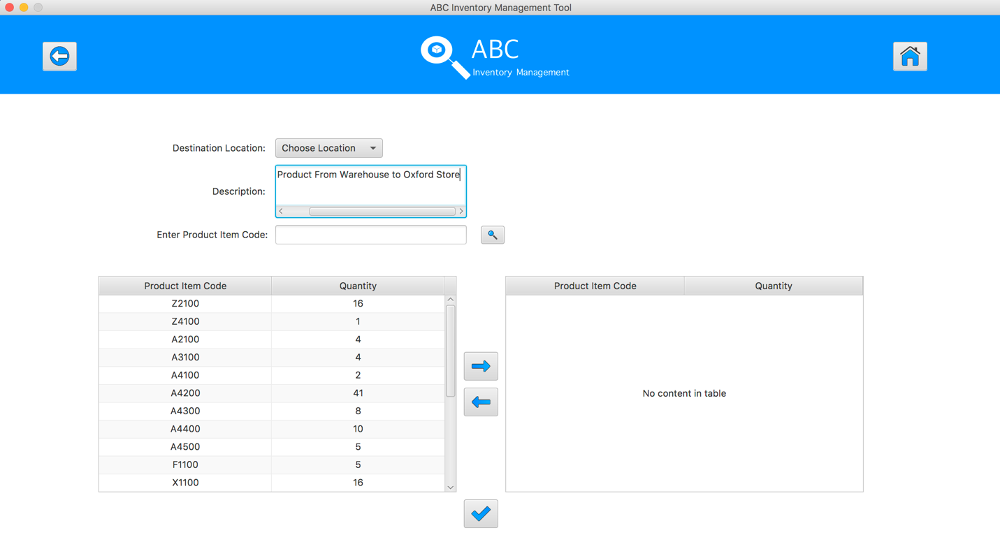 ABC Inventory Management Tool
ABC
Inventory Management
Destination Location: Choose Location
Description: Product From Warehouse to Oxford Store
Enter Product Item Code:
Product Item Code Quantity
Z2100 16
Z4100 1
A2100 4
A3100 4
A4100 2
A4200 41
A4300 8
A4400 10
A4500 5
F1100 5
X1100 16
Product Item Code Quantity
No content in table